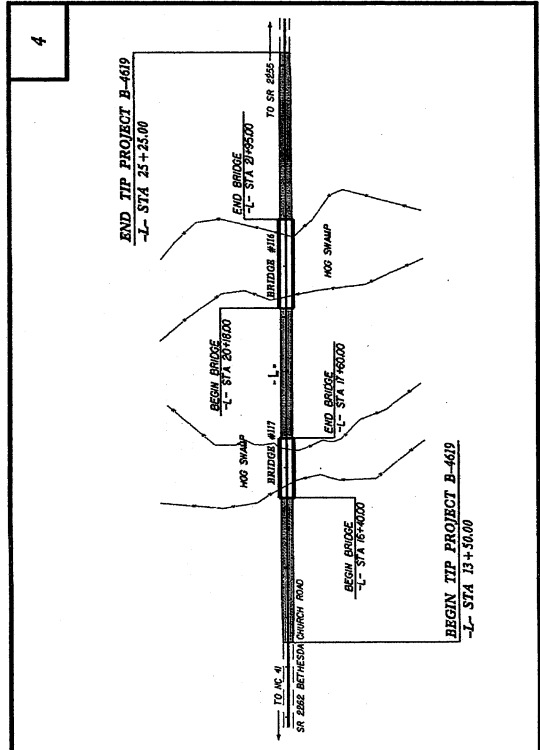 4
END TIP PROJECT B-4619
-L- STA 25+25.00
TO SR 2255
END BRIDGE
-L- STA 21+95.00
BRIDGE #116
HOG SWAMP
BEGIN BRIDGE
-L- STA 20+18.00
-L-
END BRIDGE
-L- STA 17+60.00
HOG SWAMP
BRIDGE #117
BEGIN BRIDGE
-L- STA 16+40.00
BEGIN TIP PROJECT B-4619
-L- STA 13+50.00
TO NC 41
SR 2262 BETHESDA CHURCH ROAD